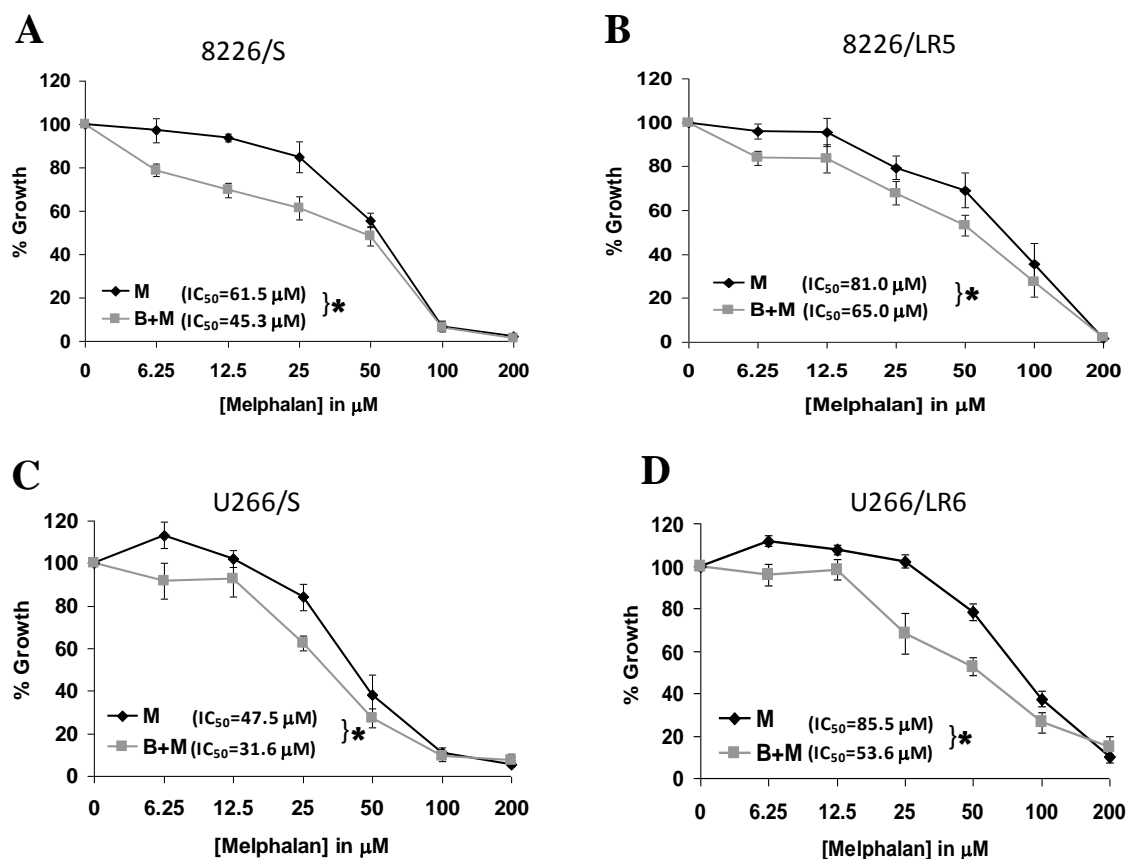 A
8226/S
% Growth
120
100
80
60
40
20
0
M (IC50=61.5 μM)
B+M (IC50=45.3 μM)
}*
0 6.25 12.5 25 50 100 200
[Melphalan] in μM
B
8226/LR5
% Growth
120
100
80
60
40
20
0
M (IC50=81.0 μM)
B+M (IC50=65.0 μM)
}*
0 6.25 12.5 25 50 100 200
[Melphalan] in μM
C
U266/S
% Growth
120
100
80
60
40
20
0
M (IC50=47.5 μM)
B+M (IC50=31.6 μM)
}*
0 6.25 12.5 25 50 100 200
[Melphalan] in μM
D
U266/LR6
% Growth
120
100
80
60
40
20
0
M (IC50=85.5 μM)
B+M (IC50=53.6 μM)
}*
0 6.25 12.5 25 50 100 200
[Melphalan] in μM